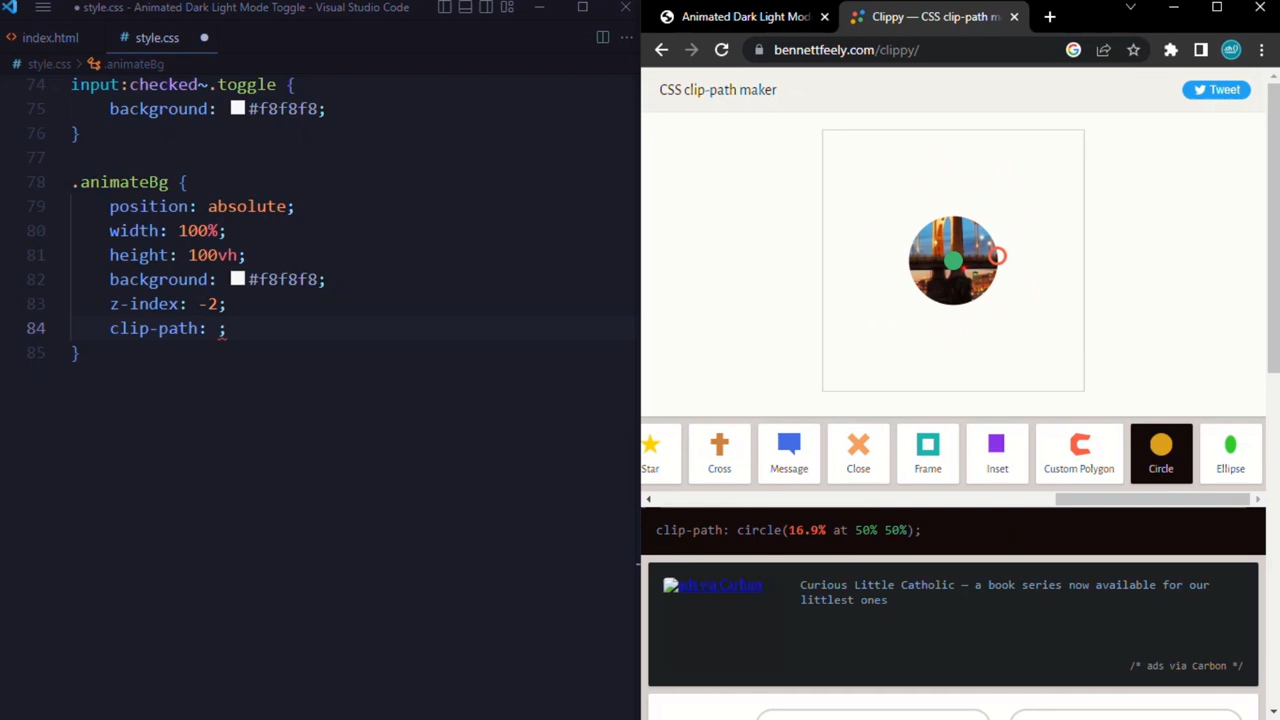 style.css - Animated Dark Light Mode Toggle - Visual Studio Code
index.html
style.css
style.css > .animateBg
74 input:checked~.toggle {
75 background: #f8f8f8;
76 }
77
78 .animateBg {
79 position: absolute;
80 width: 100%;
81 height: 100vh;
82 background: #f8f8f8;
83 z-index: -2;
84 clip-path: ;
85 }
Animated Dark Light Mod
Clippy — CSS clip-path m
bennettfeely.com/clippy/
CSS clip-path maker
Tweet
Star
Cross
Message
Close
Frame
Inset
Custom Polygon
Circle
Ellipse
clip-path: circle(16.9% at 50% 50%);
ads via Carbon
Curious Little Catholic — a book series now available for our
littlest ones
/* ads via Carbon */